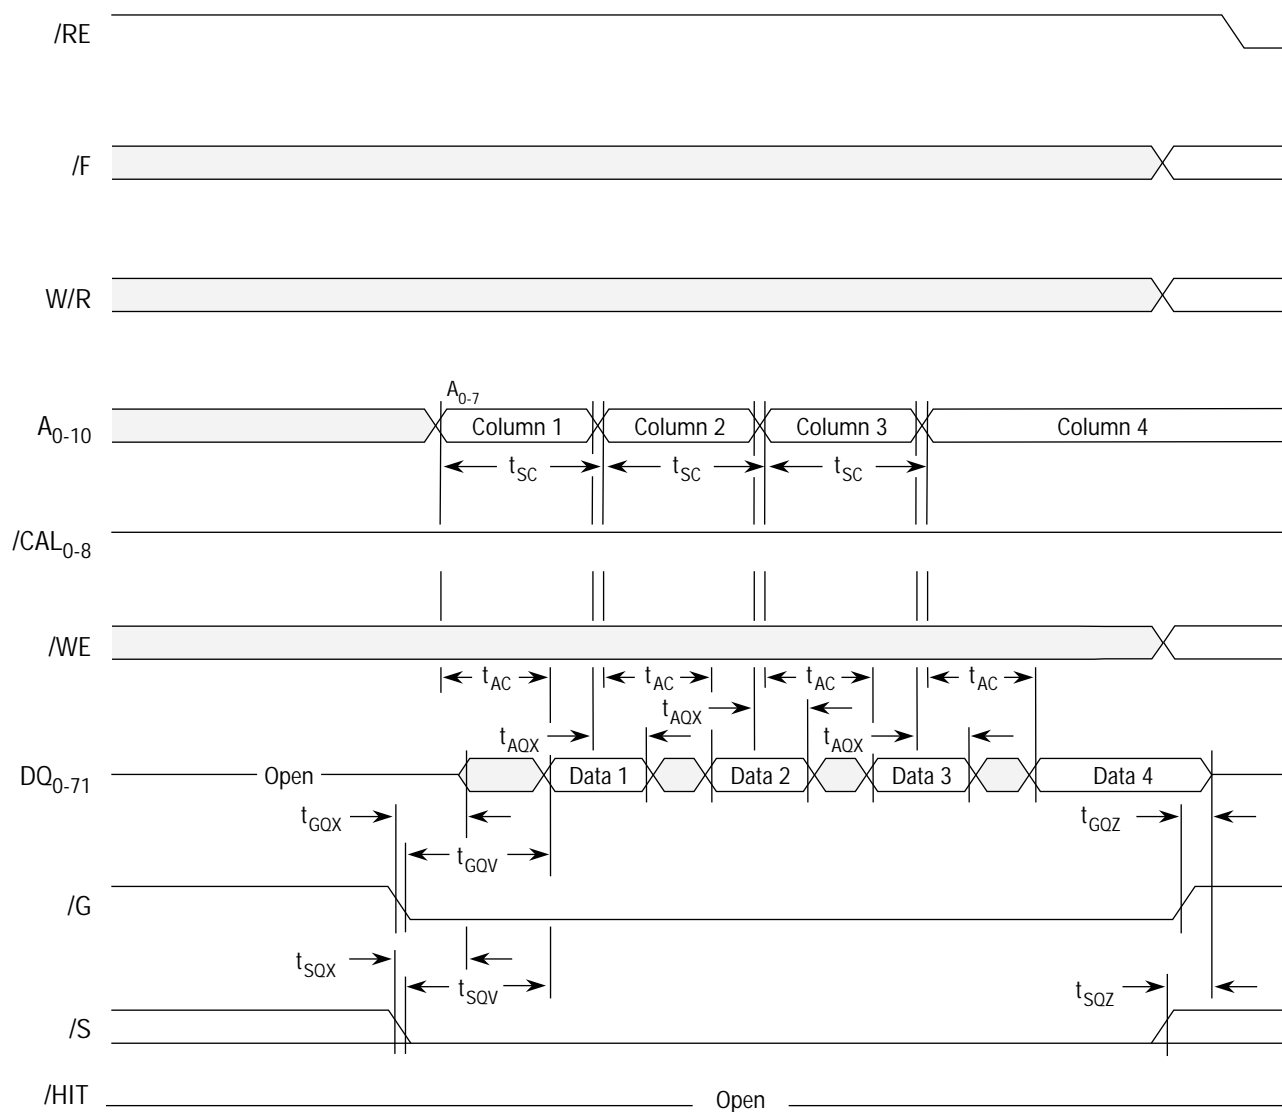 /RE
/F
W/R
A0-7
A0-10 Column 1 Column 2 Column 3 Column 4
tSC tSC tSC
/CAL0-8
/WE
tAC tAC tAC tAC
tAQX
tAQX tAQX
DQ0-71 Open Data 1 Data 2 Data 3 Data 4
tGQX tGQZ
tGQV
/G
tSQX
tSQV tSQZ
/S
/HIT Open